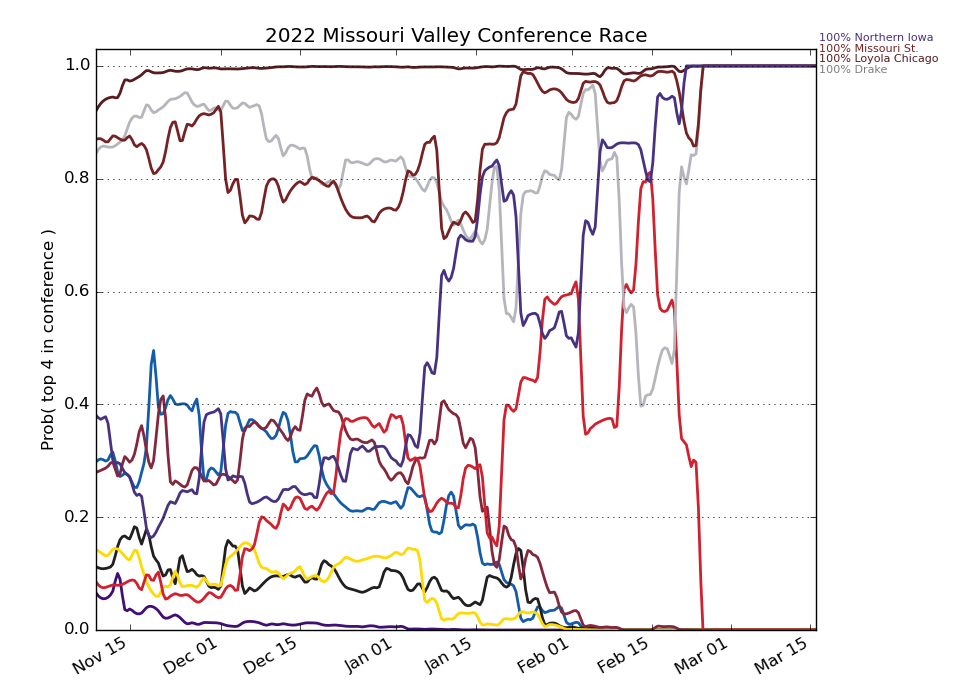 2022 Missouri Valley Conference Race
100% Northern Iowa
100% Missouri St.
100% Loyola Chicago
100% Drake
Prob( top 4 in conference )
1.0
0.8
0.6
0.4
0.2
0.0
Nov 15
Dec 01
Dec 15
Jan 01
Jan 15
Feb 01
Feb 15
Mar 01
Mar 15